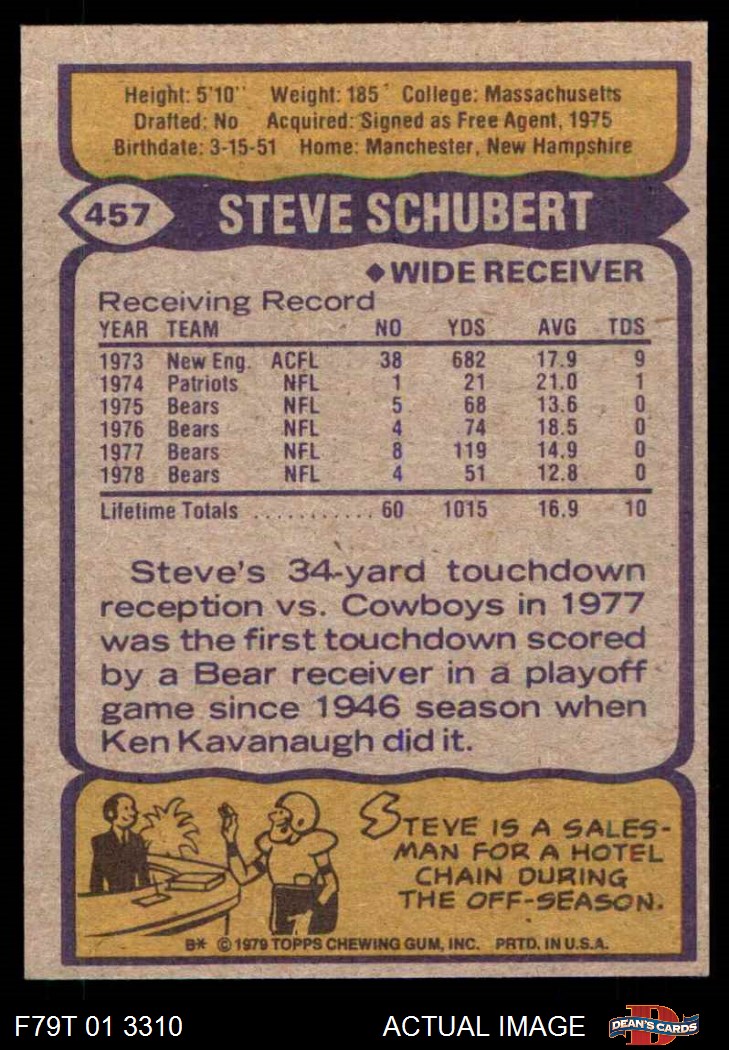 Height: 5'10" Weight: 185 College: Massachusetts
Drafted: No Acquired: Signed as Free Agent, 1975
Birthdate: 3-15-51 Home: Manchester, New Hampshire
457 STEVE SCHUBERT
◆WIDE RECEIVER
Receiving Record
YEAR TEAM NO YDS AVG TDS
1973 New Eng. ACFL 38 682 17.9 9
1974 Patriots NFL 1 21 21.0 1
1975 Bears NFL 5 68 13.6 0
1976 Bears NFL 4 74 18.5 0
1977 Bears NFL 8 119 14.9 0
1978 Bears NFL 4 51 12.8 0
Lifetime Totals ........... 60 1015 16.9 10
Steve's 34-yard touchdown
reception vs. Cowboys in 1977
was the first touchdown scored
by a Bear receiver in a playoff
game since 1946 season when
Ken Kavanaugh did it.
STEVE IS A SALES-
MAN FOR A HOTEL
CHAIN DURING
THE OFF-SEASON.
B* © 1979 TOPPS CHEWING GUM, INC. PRTD. IN U.S.A.
F79T 01 3310 ACTUAL IMAGE D DEAN'S CARDS